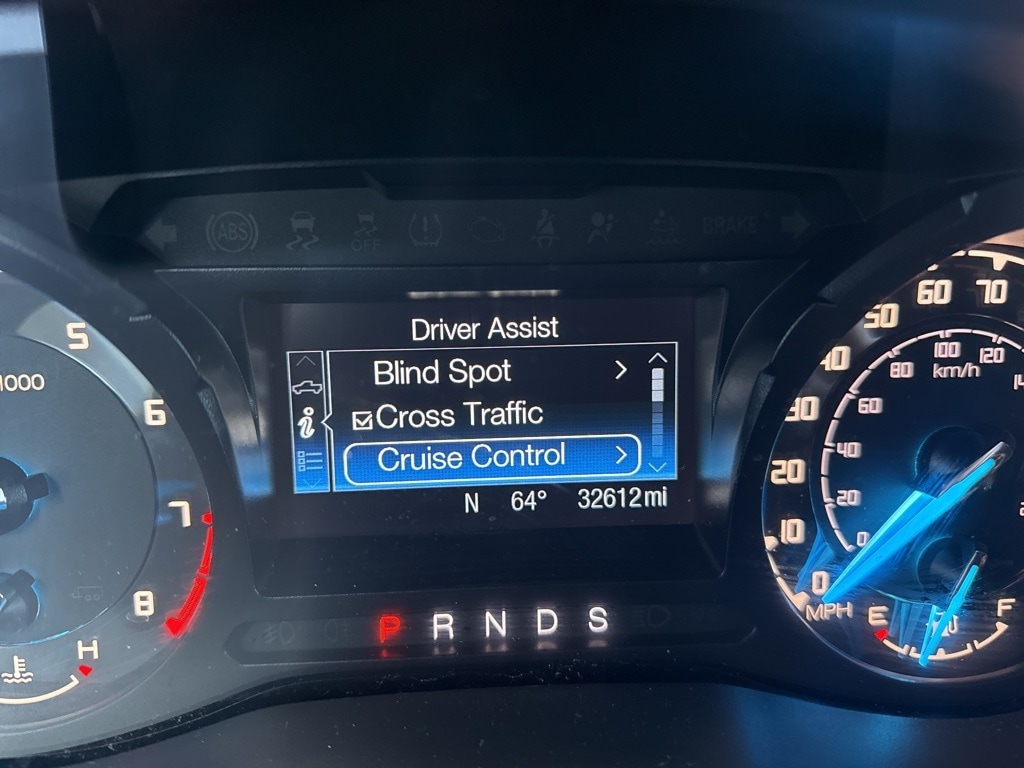 ABS
OFF
BRAKE
Driver Assist
Blind Spot >
Cross Traffic
i
Cruise Control >
N 64° 32612mi
P R N D S
5
1000
6
7
8
H
0
10
20
30
40
50
60
70
MPH
0
20
40
60
80
100
120
km/h
E
F